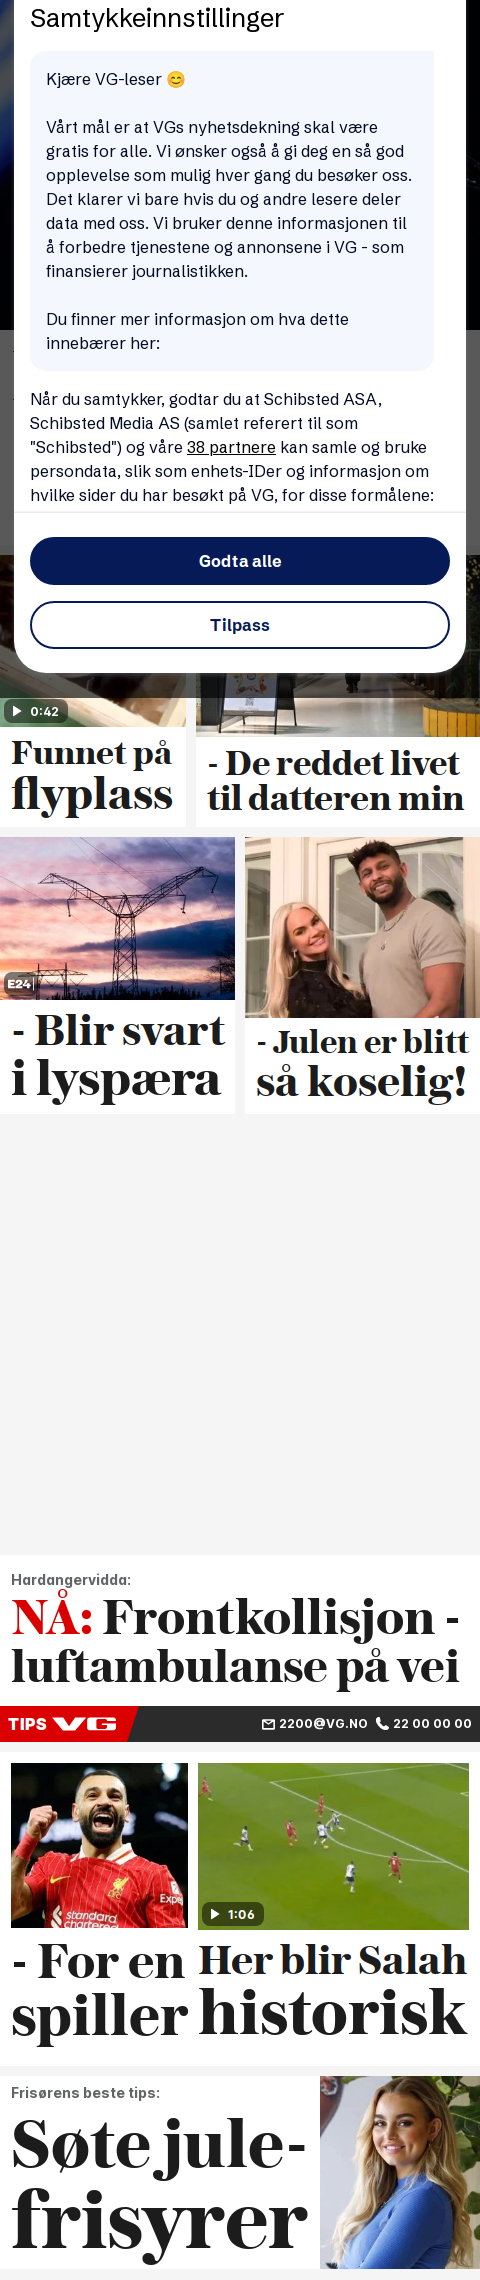 Samtykkeinnstillinger
Kjære VG-leser 😊
Vårt mål er at VGs nyhetsdekning skal være
gratis for alle. Vi ønsker også å gi deg en så god
opplevelse som mulig hver gang du besøker oss.
Det klarer vi bare hvis du og andre lesere deler
data med oss. Vi bruker denne informasjonen til
å forbedre tjenestene og annonsene i VG - som
finansierer journalistikken.
Du finner mer informasjon om hva dette
innebærer her:
Når du samtykker, godtar du at Schibsted ASA,
Schibsted Media AS (samlet referert til som
"Schibsted") og våre 38 partnere kan samle og bruke
persondata, slik som enhets-IDer og informasjon om
hvilke sider du har besøkt på VG, for disse formålene:
Godta alle
Tilpass
0:42
Funnet på
flyplass
- De reddet livet
til datteren min
E24
- Blir svart
i lyspæra
- Julen er blitt
så koselig!
Hardangervidda:
NÅ: Frontkollisjon -
luftambulanse på vei
TIPS VG
2200@VG.NO
22 00 00 00
standard
chartered
Expe
1:06
- For en
spiller
Her blir Salah
historisk
Frisørens beste tips:
Søte jule-
frisyrer